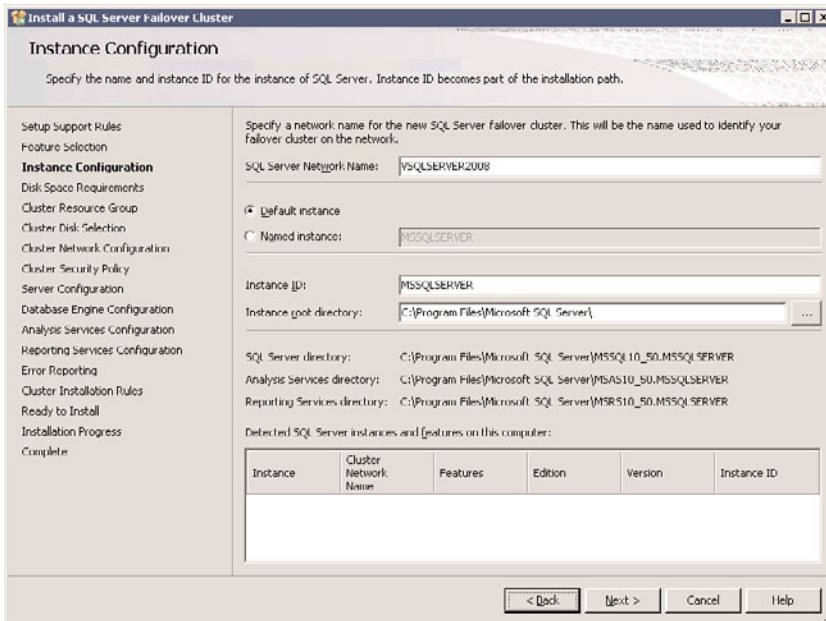 Install a SQL Server Failover Cluster
Instance Configuration
Specify the name and instance ID for the instance of SQL Server. Instance ID becomes part of the installation path.
Setup Support Rules
Feature Selection
Instance Configuration
Disk Space Requirements
Cluster Resource Group
Cluster Disk Selection
Cluster Network Configuration
Cluster Security Policy
Server Configuration
Database Engine Configuration
Analysis Services Configuration
Reporting Services Configuration
Error Reporting
Cluster Installation Rules
Ready to Install
Installation Progress
Complete
Specify a network name for the new SQL Server failover cluster. This will be the name used to identify your
failover cluster on the network.
SQL Server Network Name: VSQLSERVER2008
Default instance
Named instance: MSSQLSERVER
Instance ID: MSSQLSERVER
Instance root directory: C:\Program Files\Microsoft SQL Server\ ...
SQL Server directory: C:\Program Files\Microsoft SQL Server\MSSQL10_50.MSSQLSERVER
Analysis Services directory: C:\Program Files\Microsoft SQL Server\MSAS10_50.MSSQLSERVER
Reporting Services directory: C:\Program Files\Microsoft SQL Server\MSRS10_50.MSSQLSERVER
Detected SQL Server instances and features on this computer:
Instance Cluster Network Name Features Edition Version Instance ID
< Back Next > Cancel Help